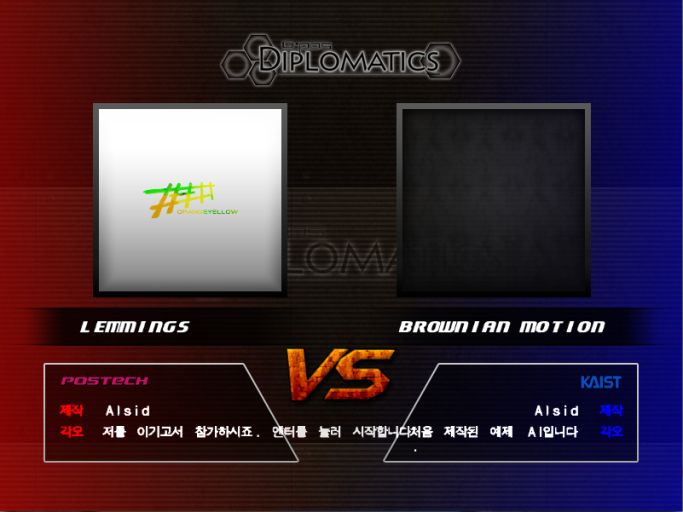 DIPLOMATICS
ORANGEYELLOW
LEMMINGS
BROWNIAN MOTION
VS
POSTECH
KAIST
제작 Alsid
Alsid 제작
각오 저를 이기고서 참가하시죠. 엔터를 눌러 시작합니다
처음 제작된 예제 AI입니다. 각오